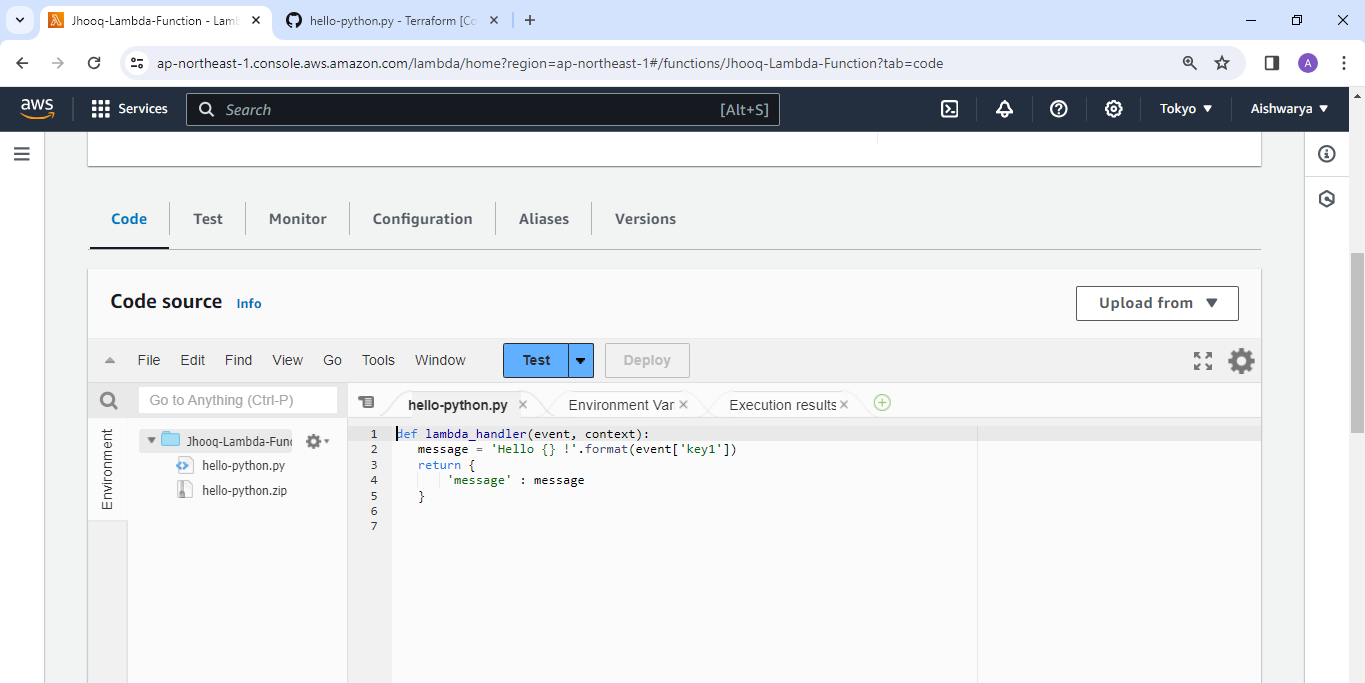 Jhooq-Lambda-Function - Lamb
hello-python.py - Terraform [Co
ap-northeast-1.console.aws.amazon.com/lambda/home?region=ap-northeast-1#/functions/Jhooq-Lambda-Function?tab=code
A
aws Services Search [Alt+S] Tokyo Aishwarya
Code Test Monitor Configuration Aliases Versions
Code source Info Upload from
File Edit Find View Go Tools Window Test Deploy
Go to Anything (Ctrl-P) hello-python.py Environment Var Execution results
Environment
Jhooq-Lambda-Func
hello-python.py
hello-python.zip
1 def lambda_handler(event, context):
2 message = 'Hello {} !'.format(event['key1'])
3 return {
4 'message' : message
5 }
6
7